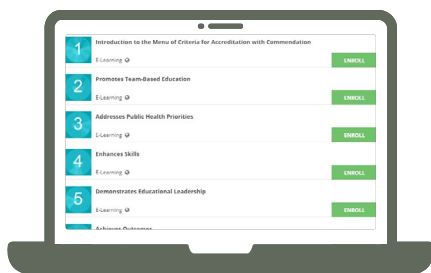 1
Introduction to the Menu of Criteria for Accreditation with Commendation
E-Learning
ENROLL
2
Promotes Team-Based Education
E-Learning
ENROLL
3
Addresses Public Health Priorities
E-Learning
ENROLL
4
Enhances Skills
E-Learning
ENROLL
5
Demonstrates Educational Leadership
E-Learning
ENROLL
Achieves Outcomes